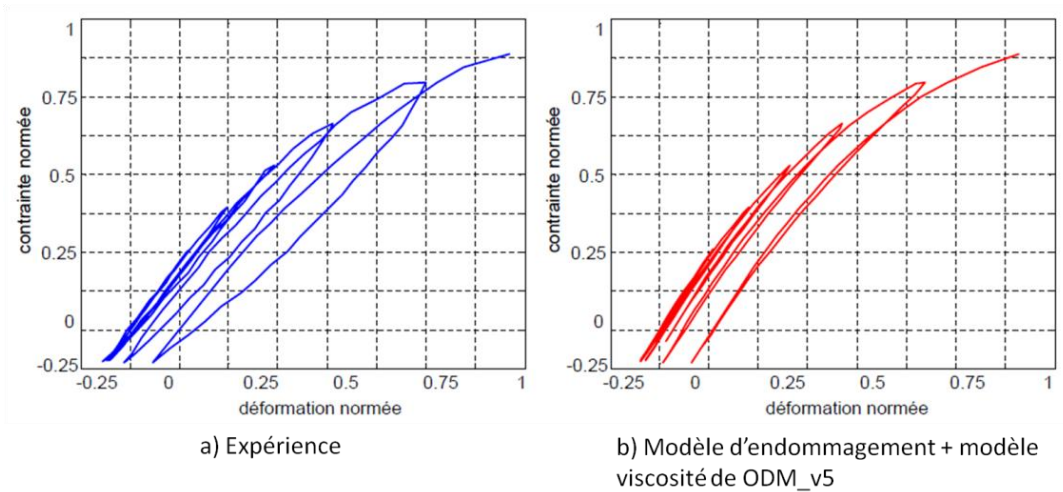 1
0.75
0.5
0.25
0
-0.25
-0.25 0 0.25 0.5 0.75 1
contrainte normée
déformation normée
a) Expérience
1
0.75
0.5
0.25
0
-0.25
-0.25 0 0.25 0.5 0.75 1
contrainte normée
déformation normée
b) Modèle d’endommagement + modèle
viscosité de ODM_v5